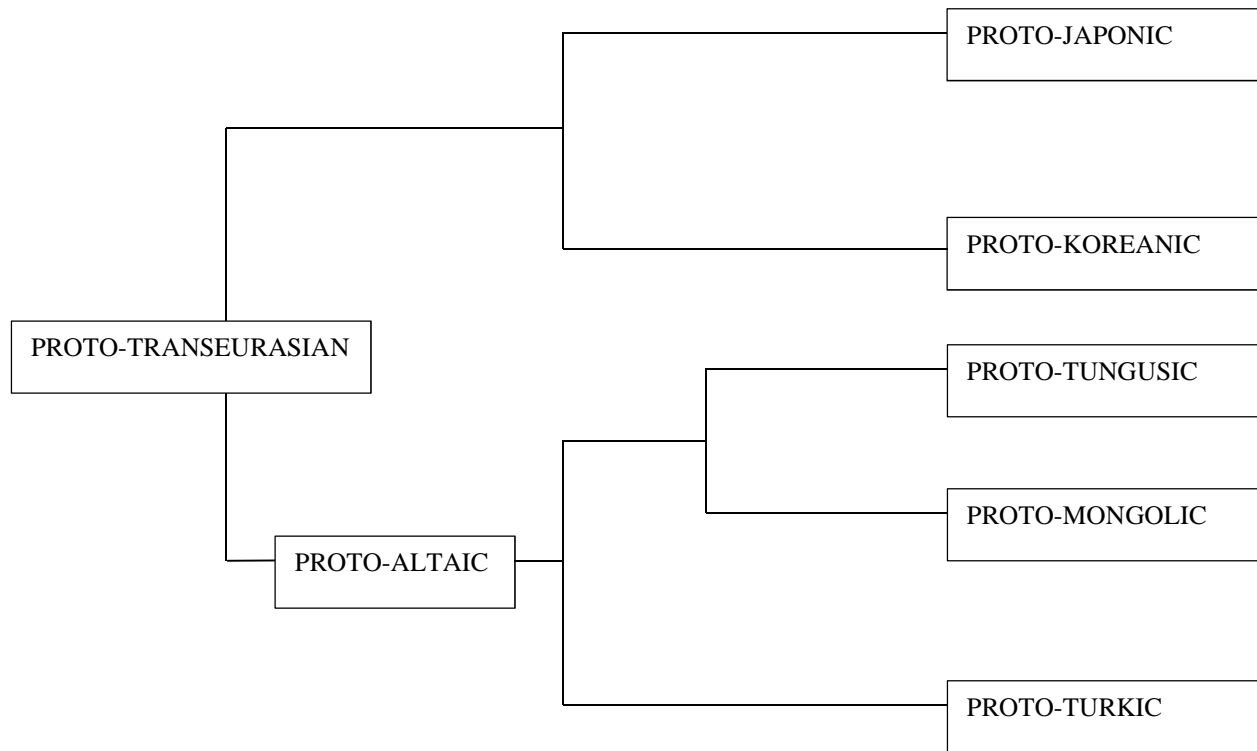 PROTO-JAPONIC
PROTO-KOREANIC
PROTO-TRANSEURASIAN
PROTO-TUNGUSIC
PROTO-MONGOLIC
PROTO-ALTAIC
PROTO-TURKIC